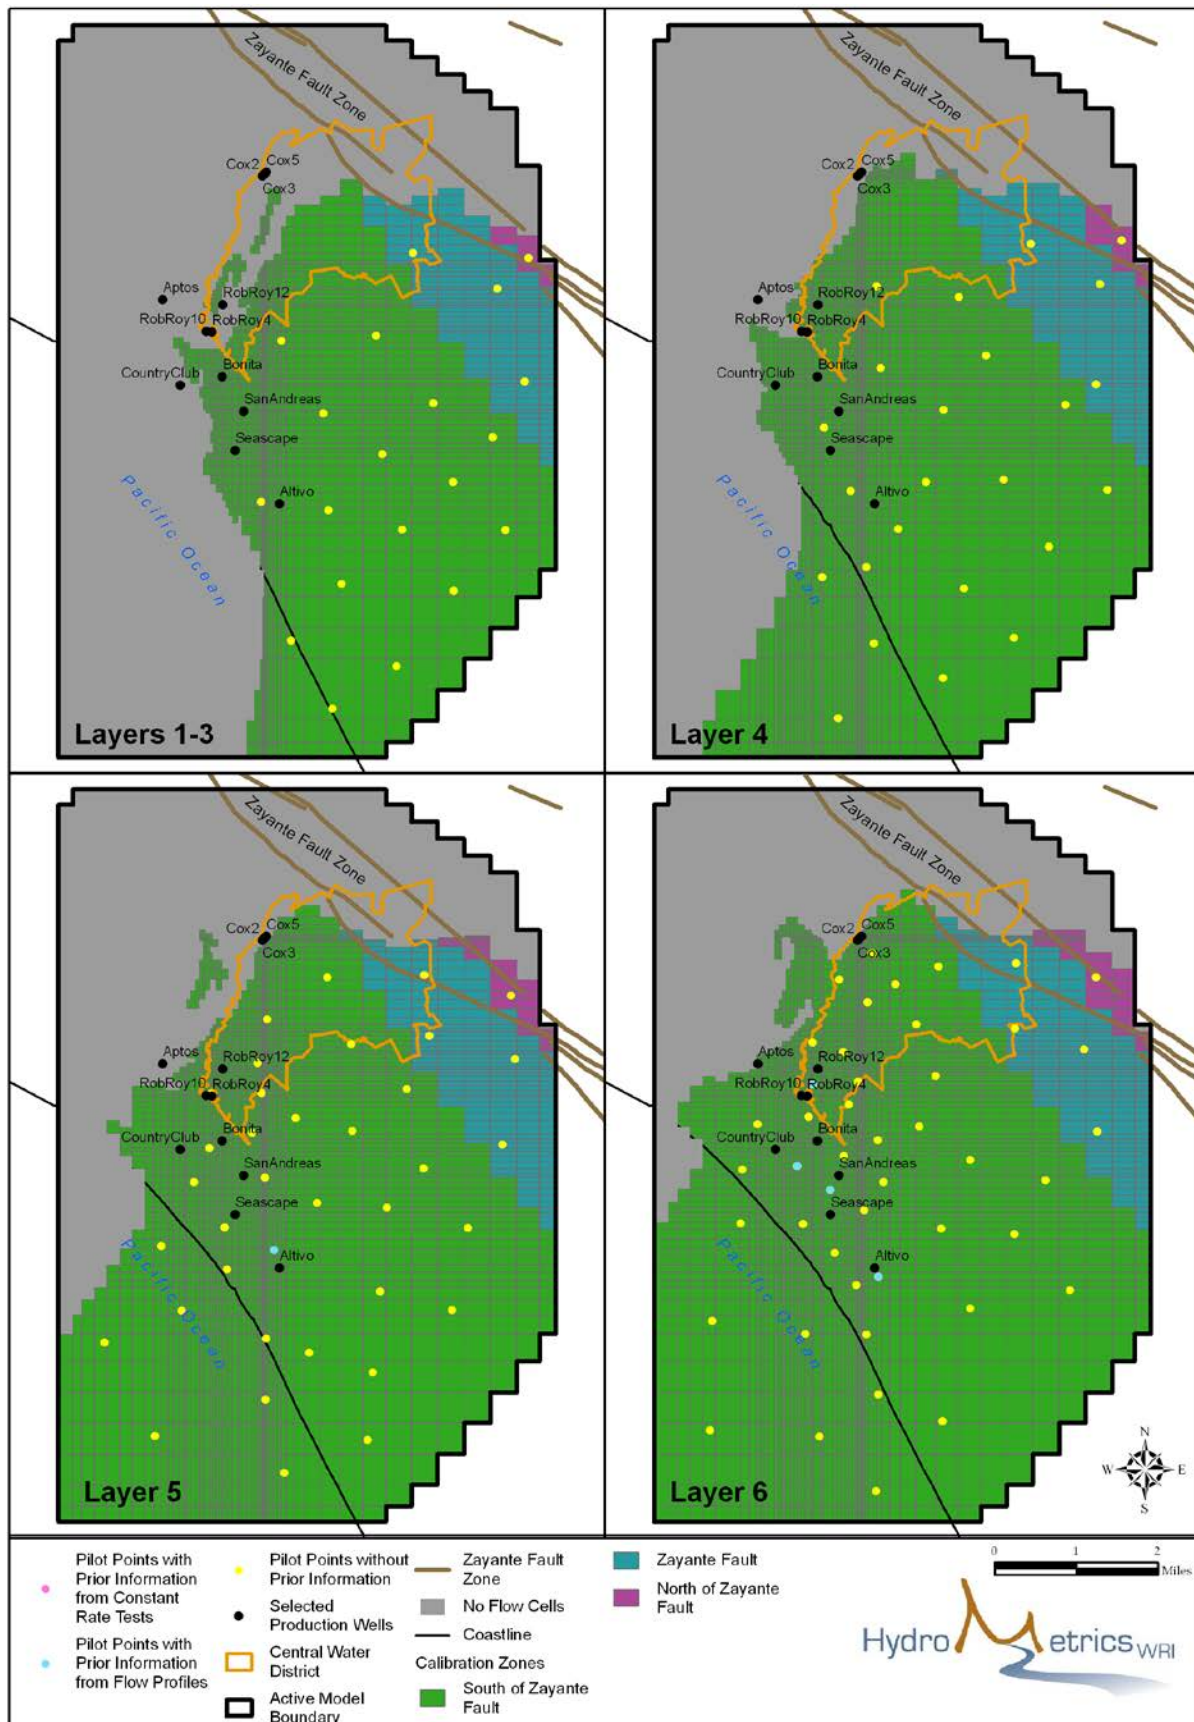 Zayante Fault Zone
Cox2
Cox5
Cox3
Aptos
RobRoy12
RobRoy10
RobRoy4
CountryClub
Bonita
SanAndreas
Seascape
Altivo
Pacific Ocean
Layers 1-3
Zayante Fault Zone
Cox2
Cox5
Cox3
Aptos
RobRoy12
RobRoy10
RobRoy4
CountryClub
Bonita
SanAndreas
Seascape
Altivo
Pacific Ocean
Layer 4
Zayante Fault Zone
Cox2
Cox5
Cox3
Aptos
RobRoy12
RobRoy10
RobRoy4
CountryClub
Bonita
SanAndreas
Seascape
Altivo
Pacific Ocean
Layer 5
Zayante Fault Zone
Cox2
Cox5
Cox3
Aptos
RobRoy12
RobRoy10
RobRoy4
CountryClub
Bonita
SanAndreas
Seascape
Altivo
Pacific Ocean
Layer 6
N
W E
S
Pilot Points with
Prior Information
from Constant
Rate Tests
Pilot Points with
Prior Information
from Flow Profiles
Pilot Points without
Prior Information
Selected
Production Wells
Central Water
District
Active Model
Boundary
Zayante Fault
Zone
No Flow Cells
Coastline
Calibration Zones
South of Zayante
Fault
Zayante Fault
North of Zayante
Fault
0 1 2
Miles
HydroMetrics WRI